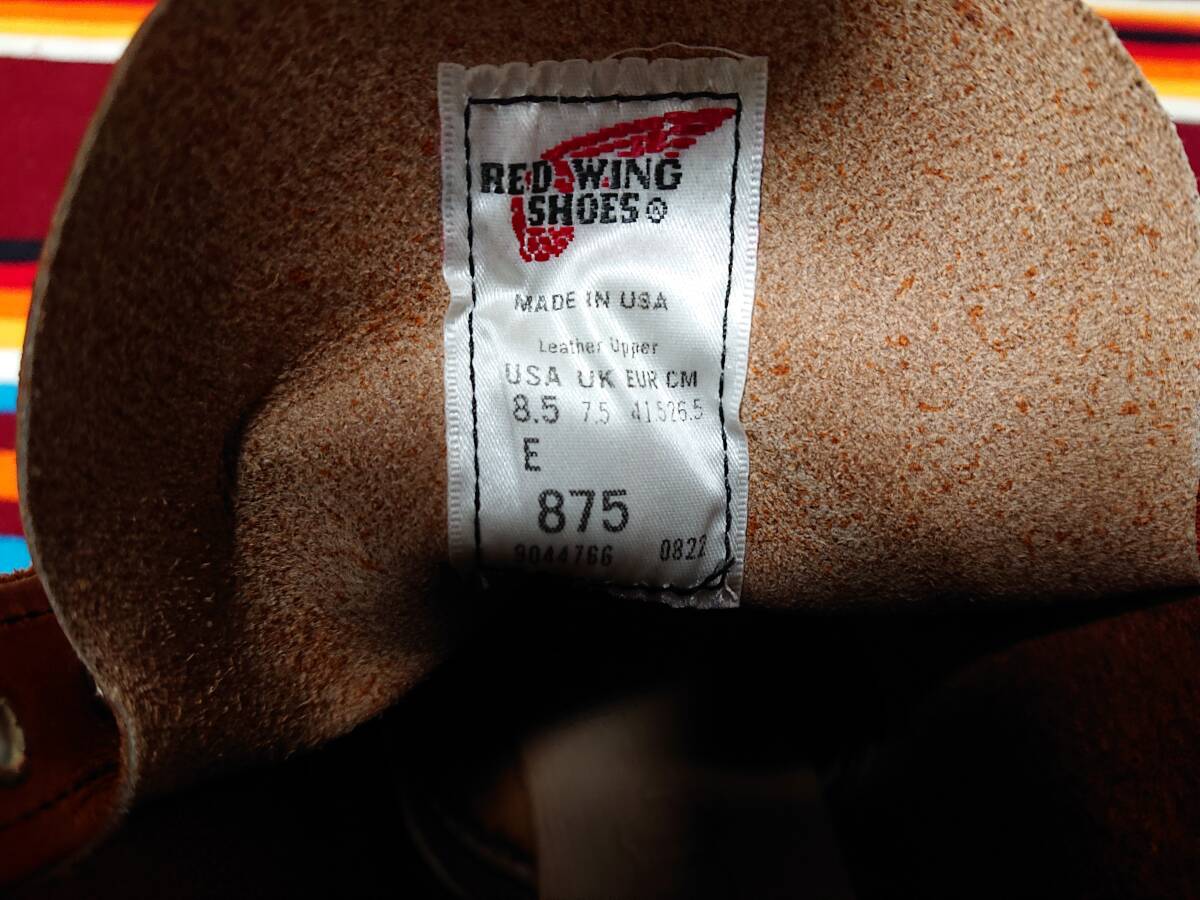 RED WING
SHOES®
MADE IN USA
Leather Upper
USA UK EUR CM
8.5 7.5 41.5 26.5
E
875
9044766 0822